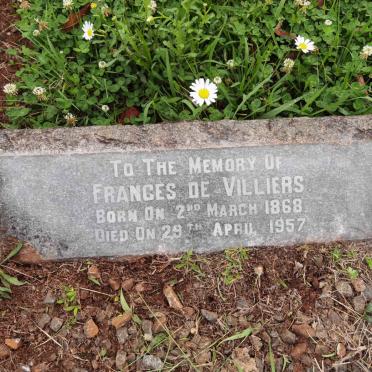 To The Memory Of
Frances De Villiers
Born On 2nd March 1868
Died On 29th April 1957